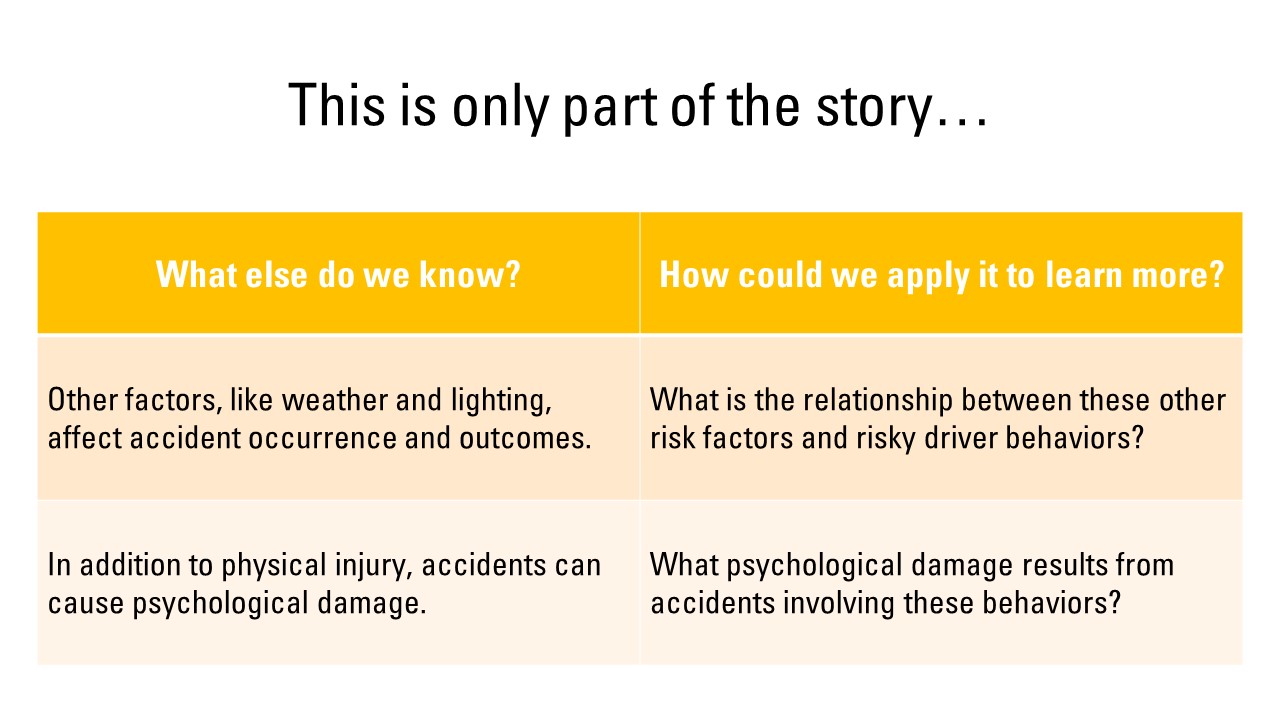 This is only part of the story…
What else do we know?
How could we apply it to learn more?
Other factors, like weather and lighting,
affect accident occurrence and outcomes.
What is the relationship between these other
risk factors and risky driver behaviors?
In addition to physical injury, accidents can
cause psychological damage.
What psychological damage results from
accidents involving these behaviors?